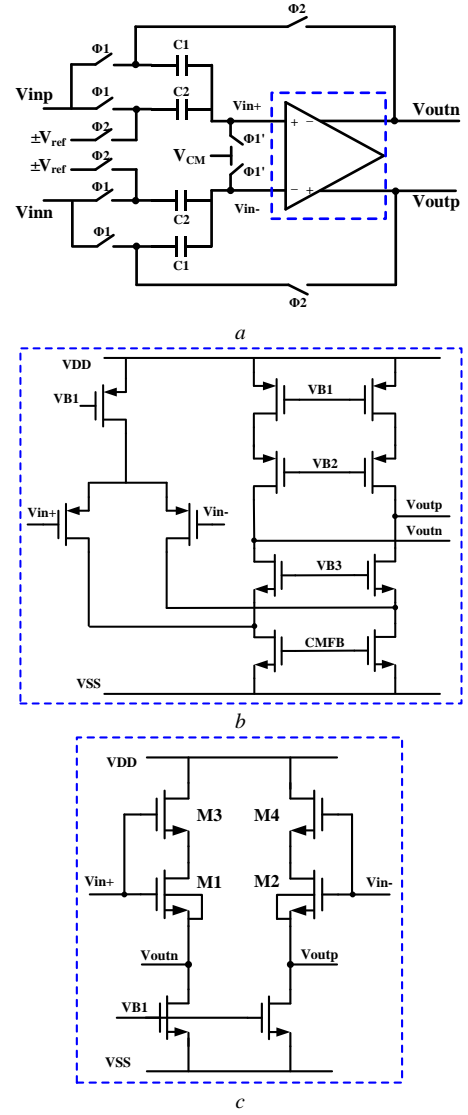 Φ2
Φ1
C1
Vinp
Φ1
C2
Vin+
±Vref
Φ2
Φ1'
VCM
+ −
±Vref
Φ2
Φ1'
− +
Voutn
Voutp
Vinn
Φ1
C2
Vin-
Φ1
C1
Φ2
a
VDD
VB1
VB1
VB2
Vin+
Vin-
Voutp
Voutn
VB3
CMFB
VSS
b
VDD
M3
M4
Vin+
M1
M2
Vin-
Voutn
Voutp
VB1
VSS
c